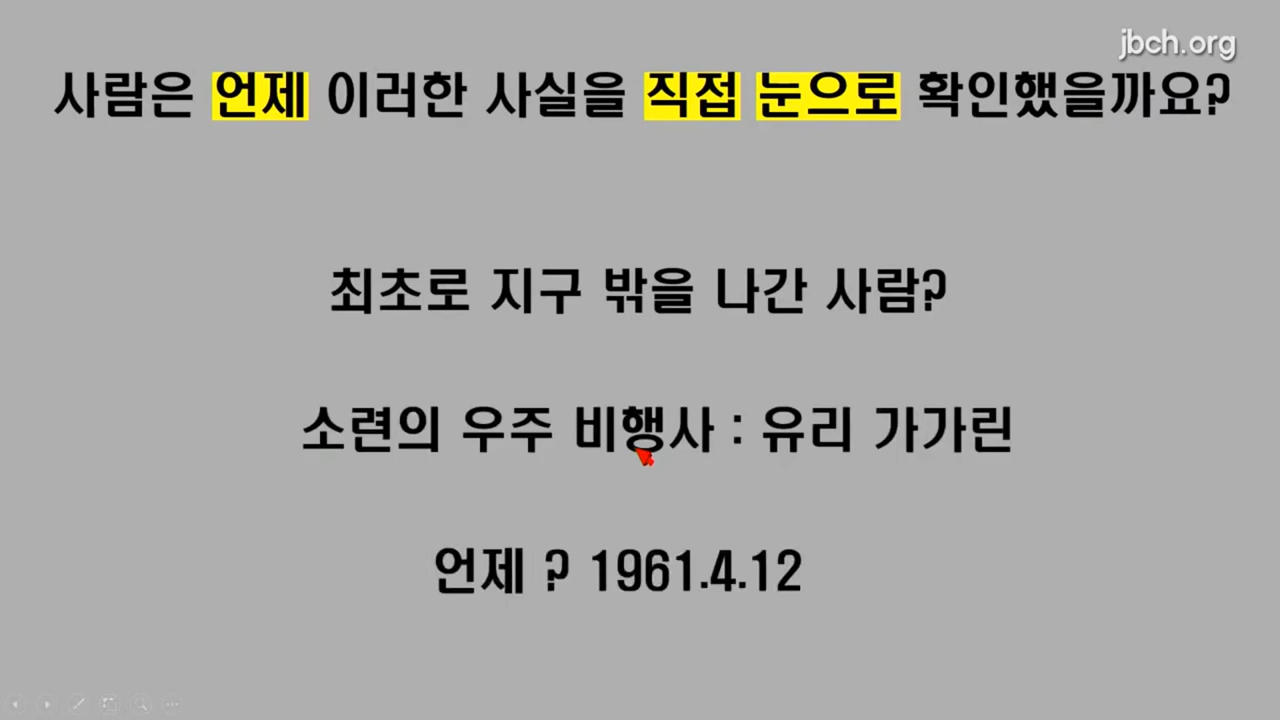 jbch.org
사람은 언제 이러한 사실을 직접 눈으로 확인했을까요?
최초로 지구 밖을 나간 사람?
소련의 우주 비행사 : 유리 가가린
언제 ? 1961.4.12